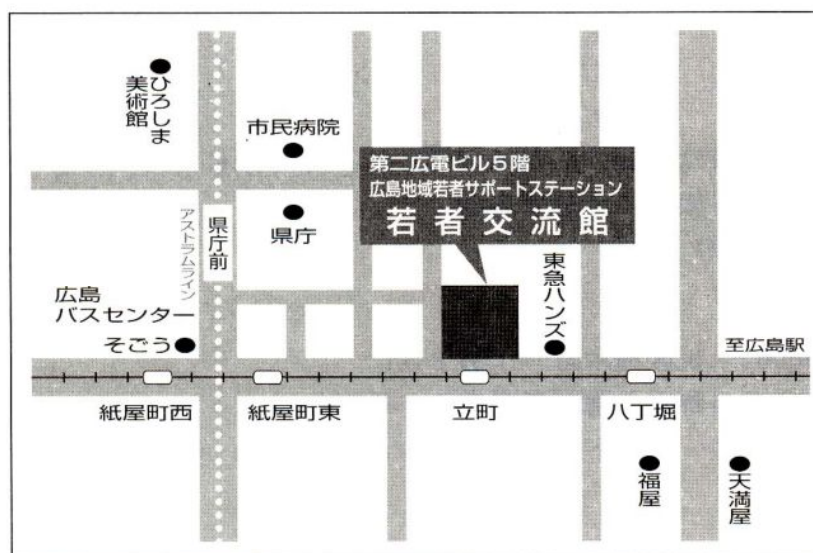 ひろしま
美術館
市民病院
第二広電ビル5階
広島地域若者サポートステーション
若者交流館
県庁
県庁前
アストラムライン
東急ハンズ
広島
バスセンター
そごう
至広島駅
紙屋町西
紙屋町東
立町
八丁堀
福屋
天満屋